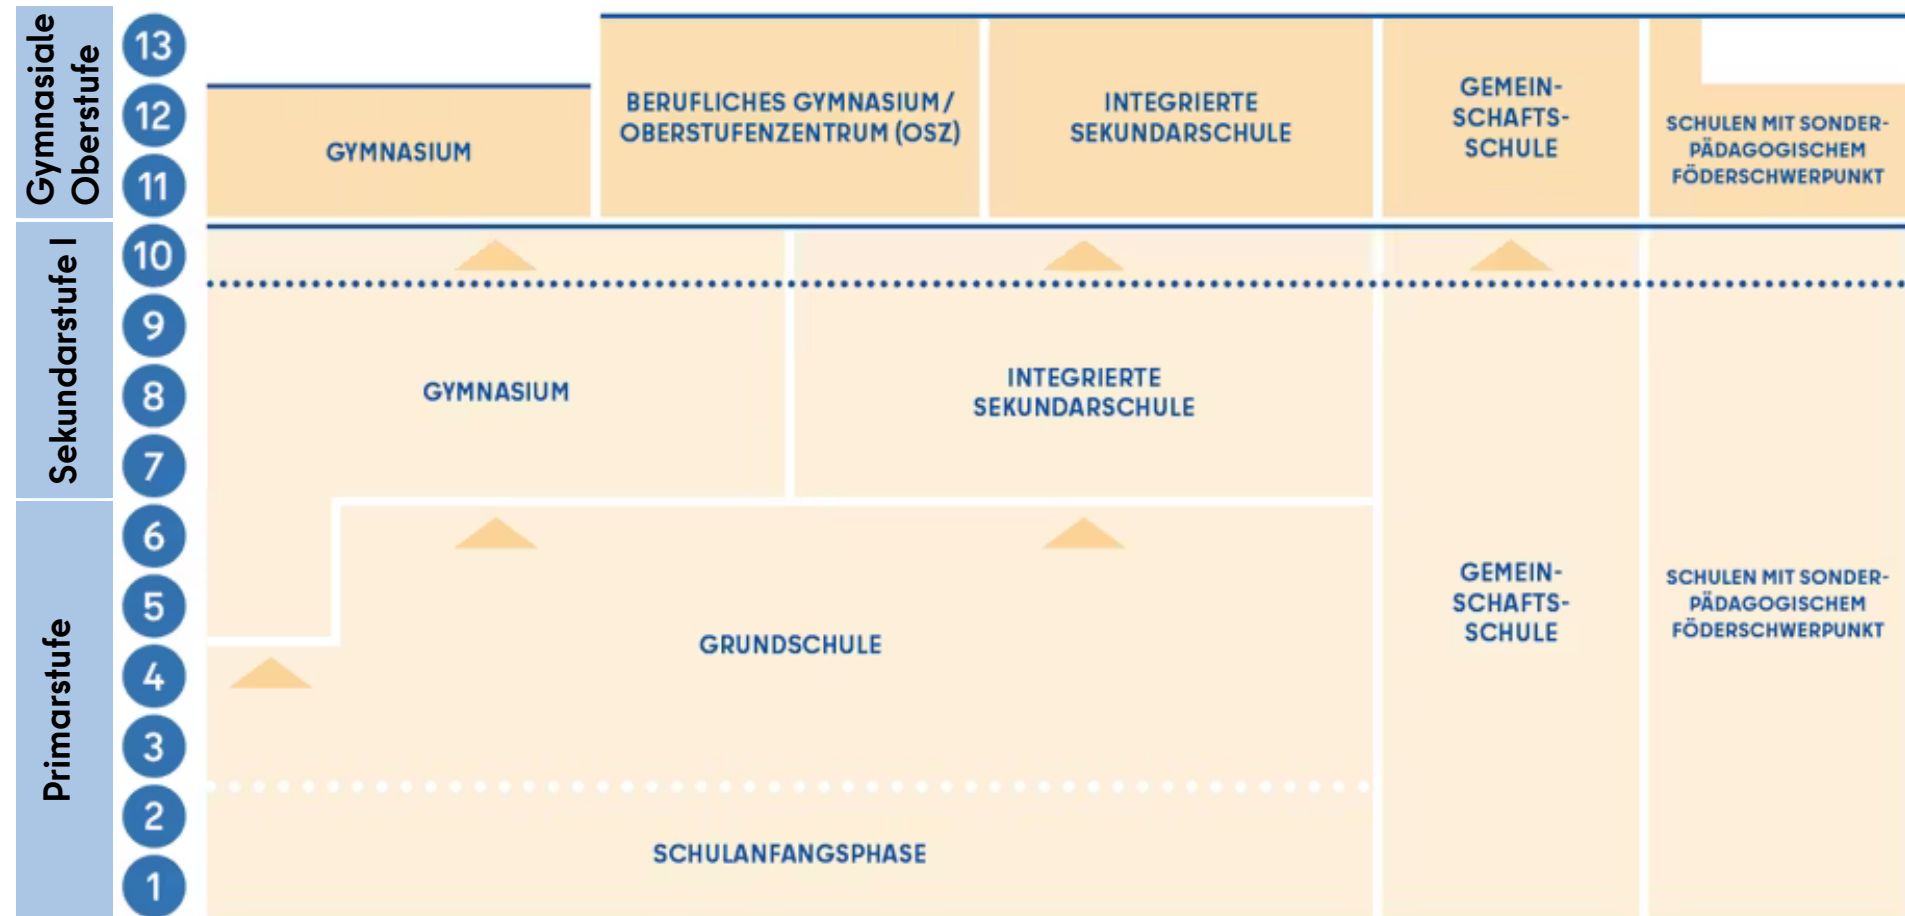 Gymnasiale
Oberstufe
13
12
11
GYMNASIUM
BERUFLICHES GYMNASIUM /
OBERSTUFENZENTRUM (OSZ)
INTEGRIERTE
SEKUNDARSCHULE
GEMEIN-
SCHAFTS-
SCHULE
SCHULEN MIT SONDER-
PÄDAGOGISCHEM
FÖDERSCHWERPUNKT
Sekundarstufe I
10
9
8
7
GYMNASIUM
INTEGRIERTE
SEKUNDARSCHULE
Primarstufe
6
5
4
3
2
1
GRUNDSCHULE
SCHULANFANGSPHASE
GEMEIN-
SCHAFTS-
SCHULE
SCHULEN MIT SONDER-
PÄDAGOGISCHEM
FÖDERSCHWERPUNKT